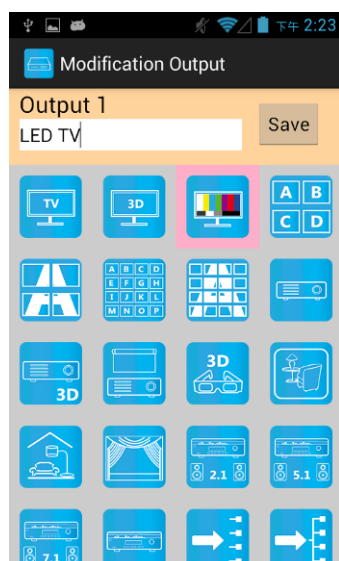 下午 2:23
Modification Output
Output 1
LED TV
Save
TV
3D
A B
C D
A B C D
E F G H
I J K L
M N O P
3D
3D
2.1
5.1
7.1